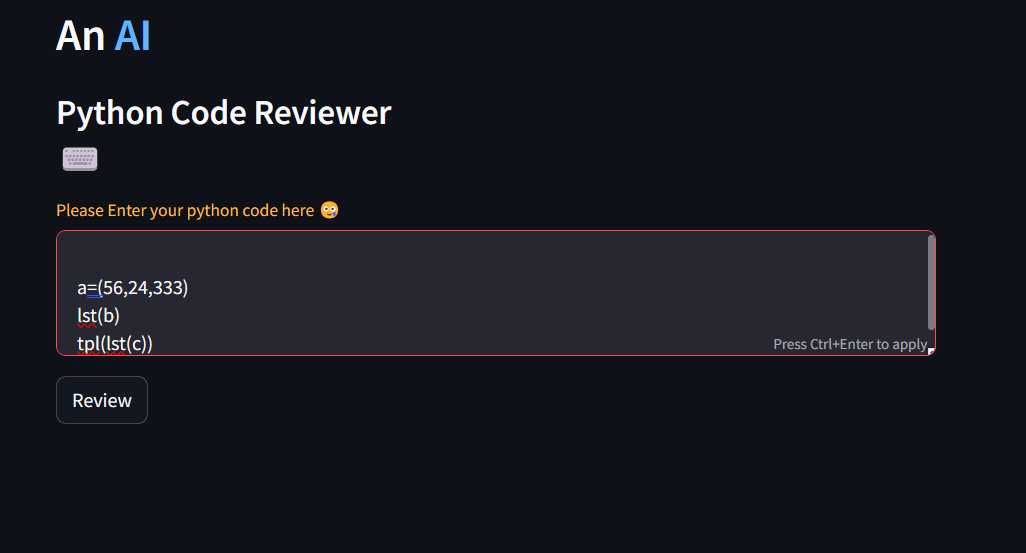 An AI
Python Code Reviewer
Please Enter your python code here
a=(56,24,333)
lst(b)
tpl(lst(c))
Press Ctrl+Enter to apply
Review